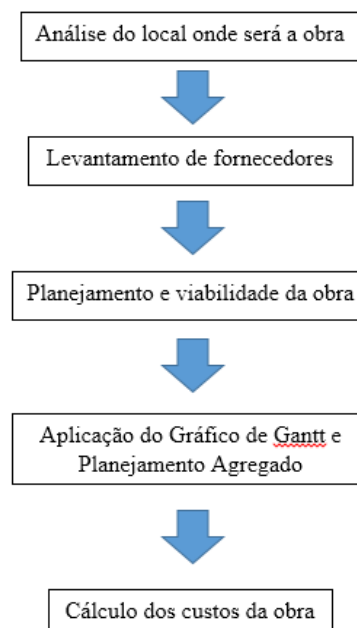 Análise do local onde será a obra
Levantamento de fornecedores
Planejamento e viabilidade da obra
Aplicação do Gráfico de Gantt e
Planejamento Agregado
Cálculo dos custos da obra